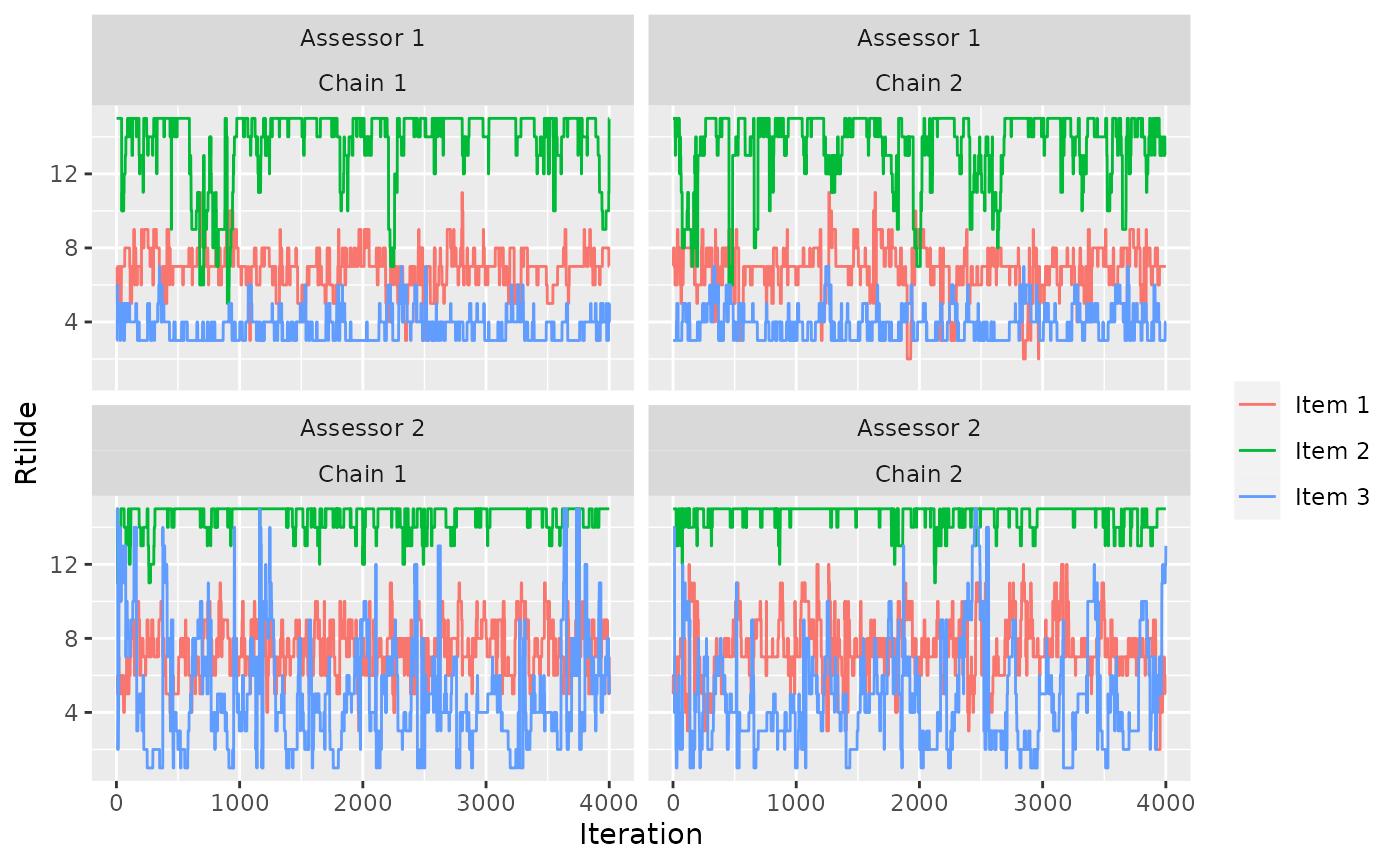 Assessor 1
Assessor 1
Chain 1
Chain 2
12
8
4
Assessor 2
Assessor 2
Chain 1
Chain 2
12
8
4
0
1000
2000
3000
4000
0
1000
2000
3000
4000
Iteration
Rtilde
Item 1
Item 2
Item 3